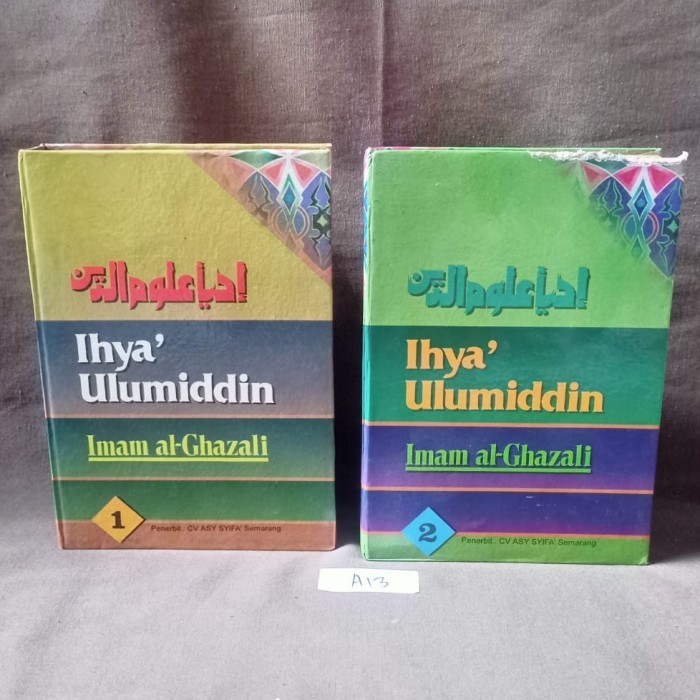 إحياء علوم الدين
Ihya'
Ulumiddin
Imam al-Ghazali
1
Penerbit : CV ASY SYIFA' Semarang
إحياء علوم الدين
Ihya'
Ulumiddin
Imam al-Ghazali
2
Penerbit : CV ASY SYIFA' Semarang
A13